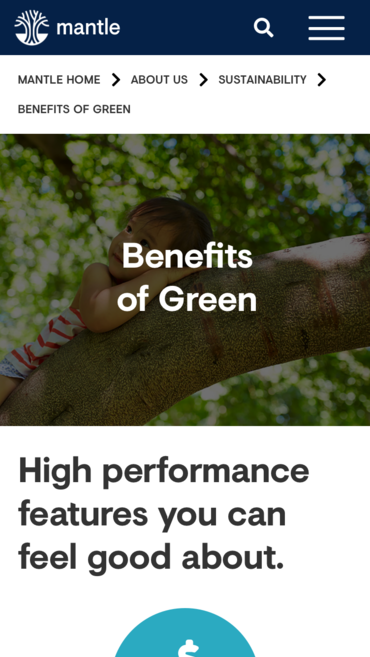 mantle
MANTLE HOME ABOUT US SUSTAINABILITY
BENEFITS OF GREEN
Benefits
of Green
High performance
features you can
feel good about.
$